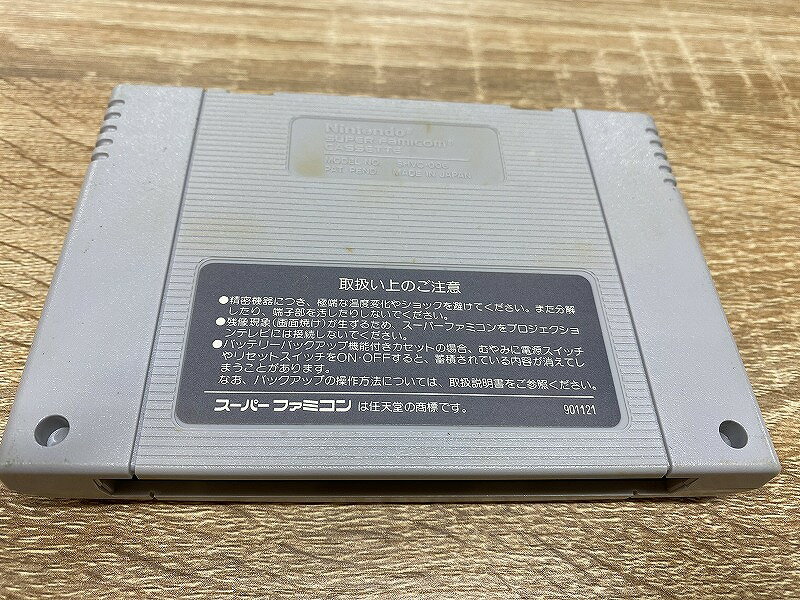 Nintendo®
SUPER FAMICOM®
CASSETTE
MODEL NO. SHVC-006
PAT. PEND. MADE IN JAPAN
取扱い上のご注意
●精密機器につき、極端な温度変化やショックを避けてください。また分解
したり、端子部を汚したりしないでください。
●残像現象(画面焼け)が生ずるため、スーパーファミコンをプロジェクショ
ンテレビには接続しないでください。
●バッテリーバックアップ機能付きカセットの場合、むやみに電源スイッチ
やリセットスイッチをON・OFFすると、蓄積されている内容が消えてし
まうことがあります。
なお、バックアップの操作方法については、取扱説明書をご参照ください。
スーパーファミコン は任天堂の商標です。 901121